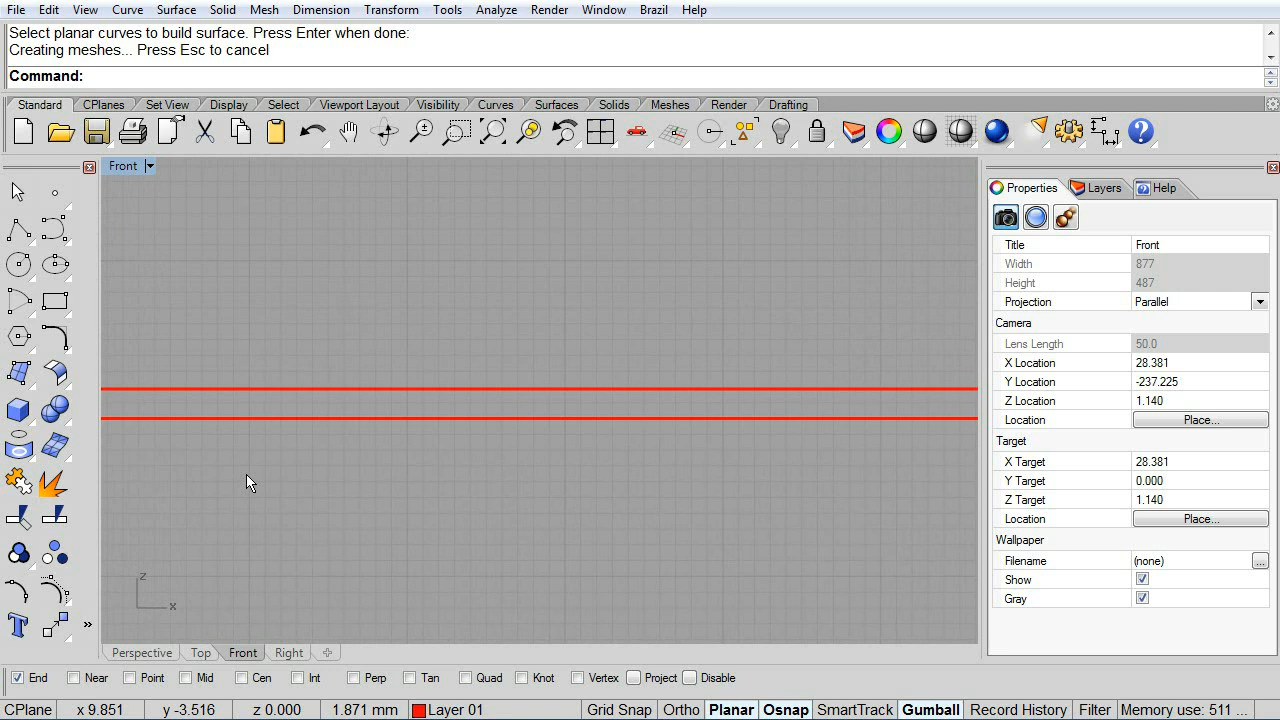 File Edit View Curve Surface Solid Mesh Dimension Transform Tools Analyze Render Window Brazil Help
Select planar curves to build surface. Press Enter when done:
Creating meshes... Press Esc to cancel
Command:
Standard CPlanes Set View Display Select Viewport Layout Visibility Curves Surfaces Solids Meshes Render Drafting
Front
Properties Layers Help
Title Front
Width 877
Height 487
Projection Parallel
Camera
Lens Length 50.0
X Location 28.381
Y Location -237.225
Z Location 1.140
Location Place...
Target
X Target 28.381
Y Target 0.000
Z Target 1.140
Location Place...
Wallpaper
Filename (none) ...
Show
Gray
z
x
Perspective Top Front Right
End Near Point Mid Cen Int Perp Tan Quad Knot Vertex Project Disable
CPlane x 9.851 y -3.516 z 0.000 1.871 mm Layer 01 Grid Snap Ortho Planar Osnap SmartTrack Gumball Record History Filter Memory use: 511 ...